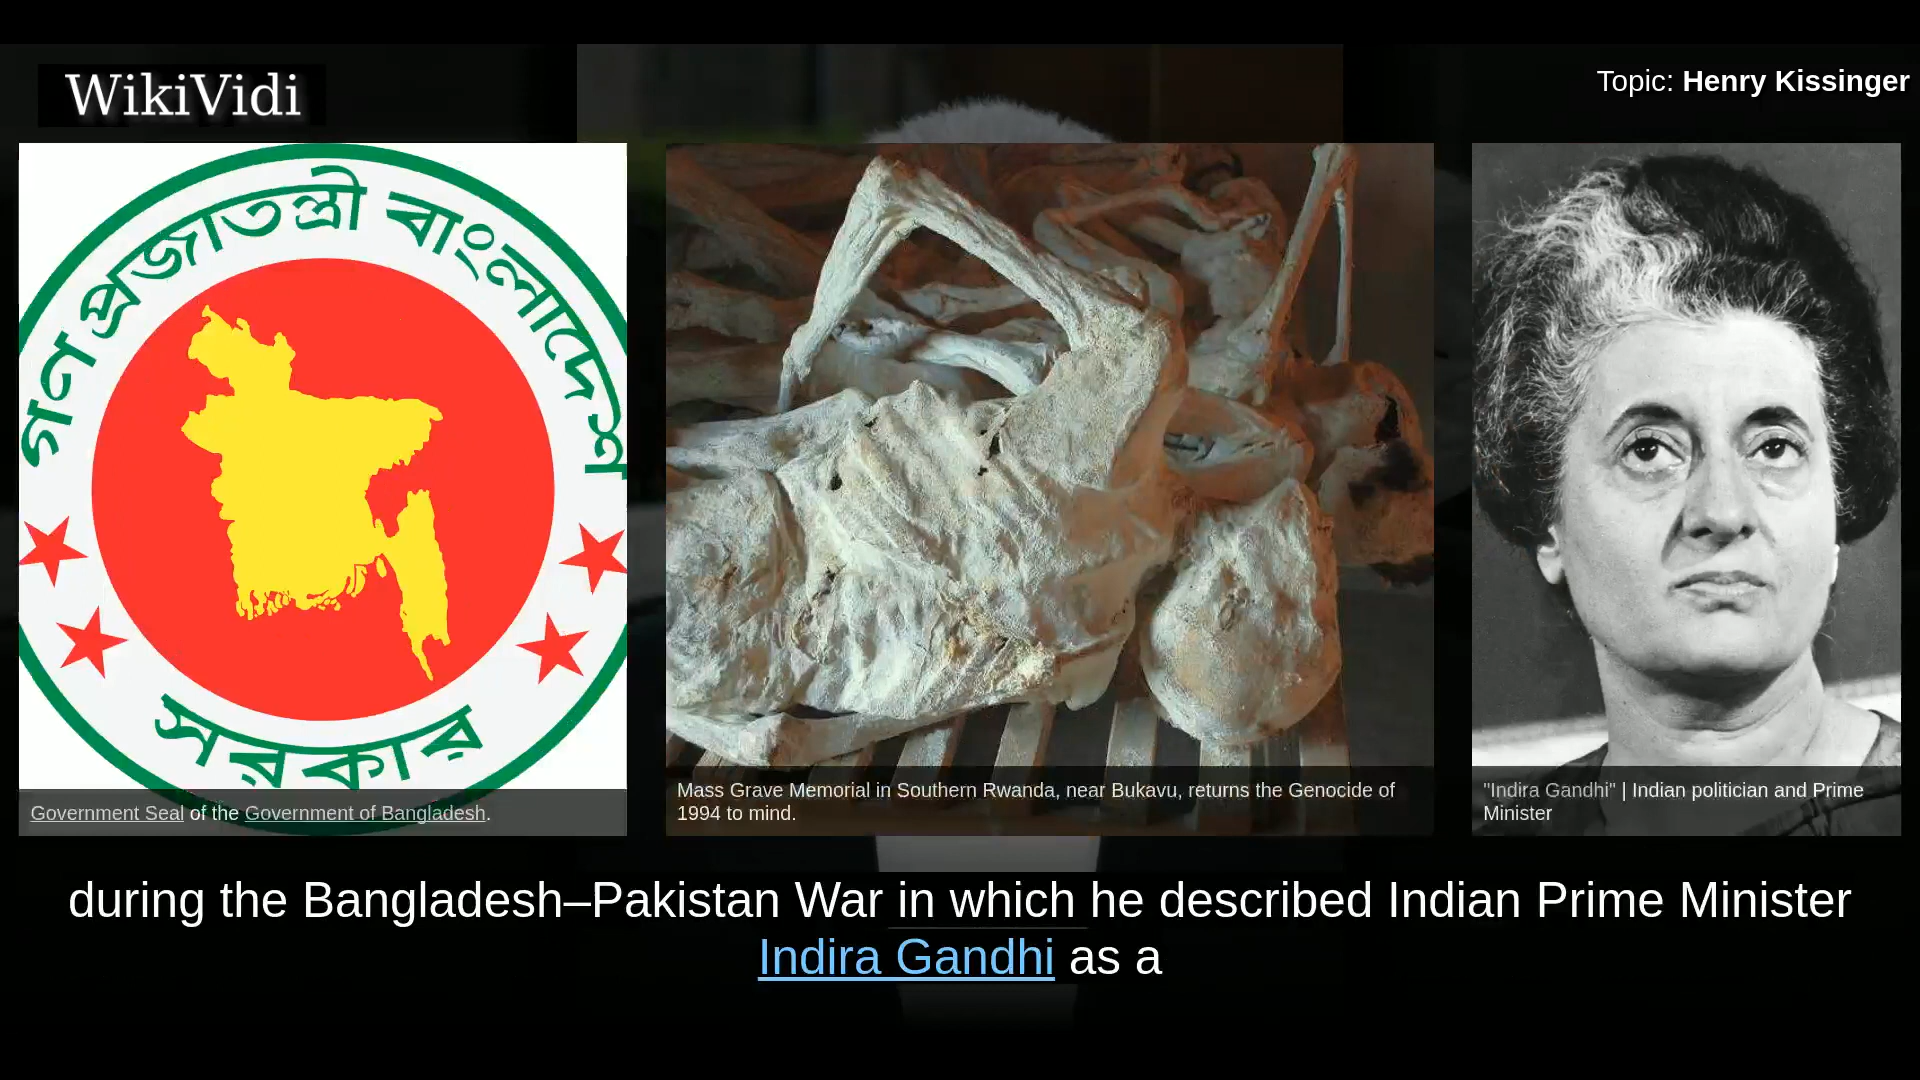 WikiVidi
Topic: Henry Kissinger
গণ প্রজাতন্ত্রী বাংলাদেশ
সরকার
Government Seal of the Government of Bangladesh.
Mass Grave Memorial in Southern Rwanda, near Bukavu, returns the Genocide of
1994 to mind.
"Indira Gandhi" | Indian politician and Prime
Minister
during the Bangladesh–Pakistan War in which he described Indian Prime Minister
Indira Gandhi as a